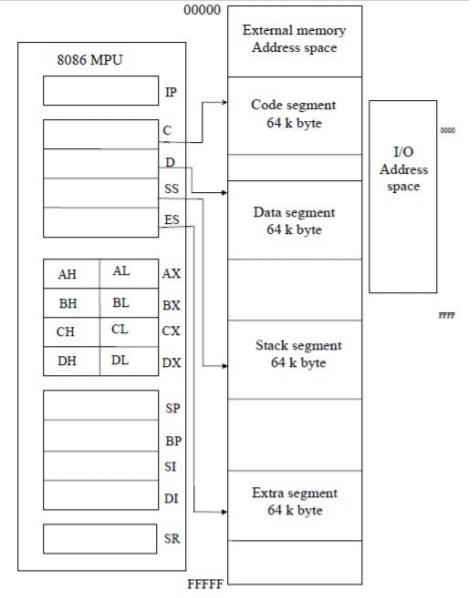 00000
External memory
Address space
8086 MPU
IP
C
Code segment
64 k byte
0000
I/O
Address
space
D
SS
Data segment
64 k byte
ES
AH AL AX
BH BL BX
CH CL CX
DH DL DX
FFFF
Stack segment
64 k byte
SP
BP
SI
DI
Extra segment
64 k byte
SR
FFFFF